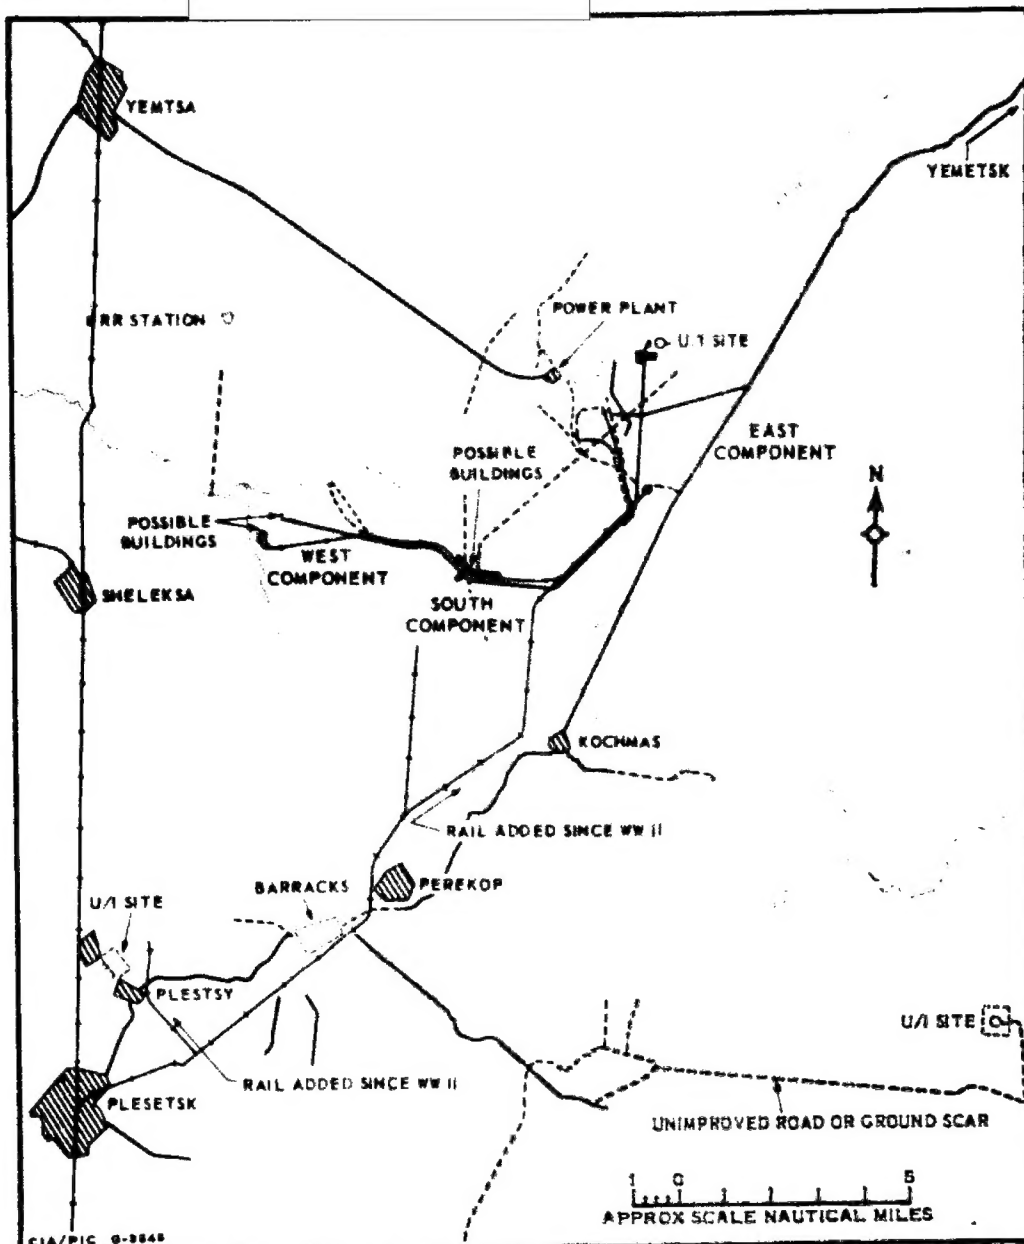 YEMTSA
YEMETSK
RR STATION
POWER PLANT
U/I SITE
EAST
COMPONENT
POSSIBLE
BUILDINGS
N
POSSIBLE
BUILDINGS
WEST
COMPONENT
SHELEKSA
SOUTH
COMPONENT
KOCHMAS
RAIL ADDED SINCE WW II
BARRACKS
PEREKOP
U/I SITE
PLESTSY
U/I SITE
RAIL ADDED SINCE WW II
PLESETSK
UNIMPROVED ROAD OR GROUND SCAR
1 0 5
APPROX SCALE NAUTICAL MILES
CIA/PIC